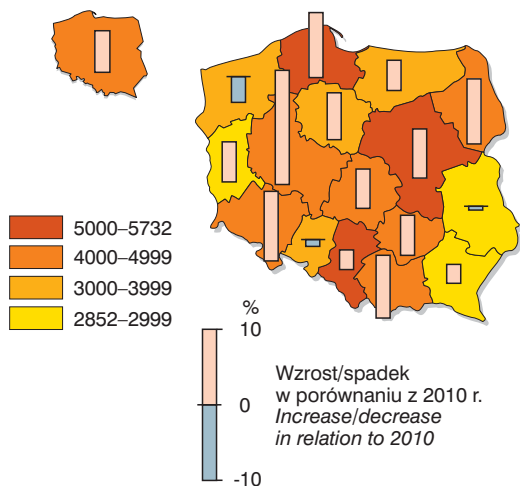 5000–5732
4000–4999
3000–3999
2852–2999
%
10
0
-10
Wzrost/spadek
w porównaniu z 2010 r.
Increase/decrease
in relation to 2010